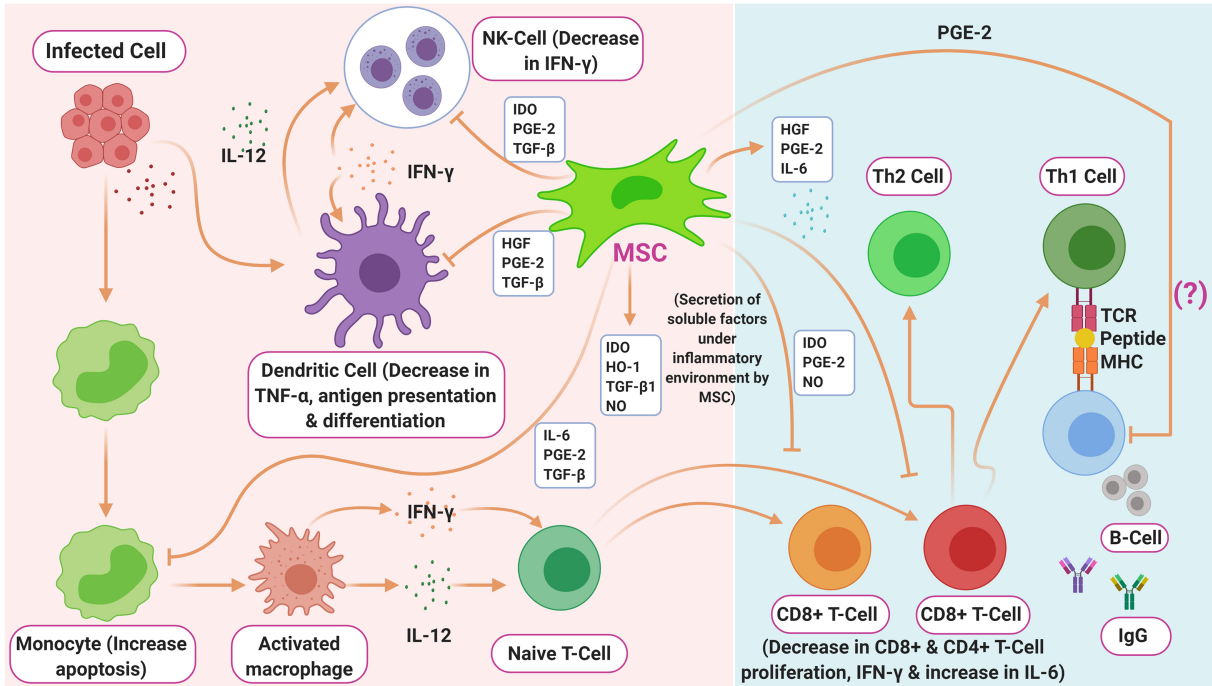 PGE-2
Infected Cell
NK-Cell (Decrease
in IFN-γ)
IL-12
IFN-γ
IDO
PGE-2
TGF-β
HGF
PGE-2
IL-6
Th2 Cell
Th1 Cell
HGF
PGE-2
TGF-β
MSC
(?)
(Secretion of
soluble factors
under
inflammatory
environment by
MSC)
TCR
Peptide
MHC
IDO
HO-1
TGF-β1
NO
IDO
PGE-2
NO
Dendritic Cell (Decrease in
TNF-α, antigen presentation
& differentiation
IL-6
PGE-2
TGF-β
IFN-γ
B-Cell
IL-12
Monocyte (Increase
apoptosis)
Activated
macrophage
Naive T-Cell
CD8+ T-Cell
CD8+ T-Cell
IgG
(Decrease in CD8+ & CD4+ T-Cell
proliferation, IFN-γ & increase in IL-6)